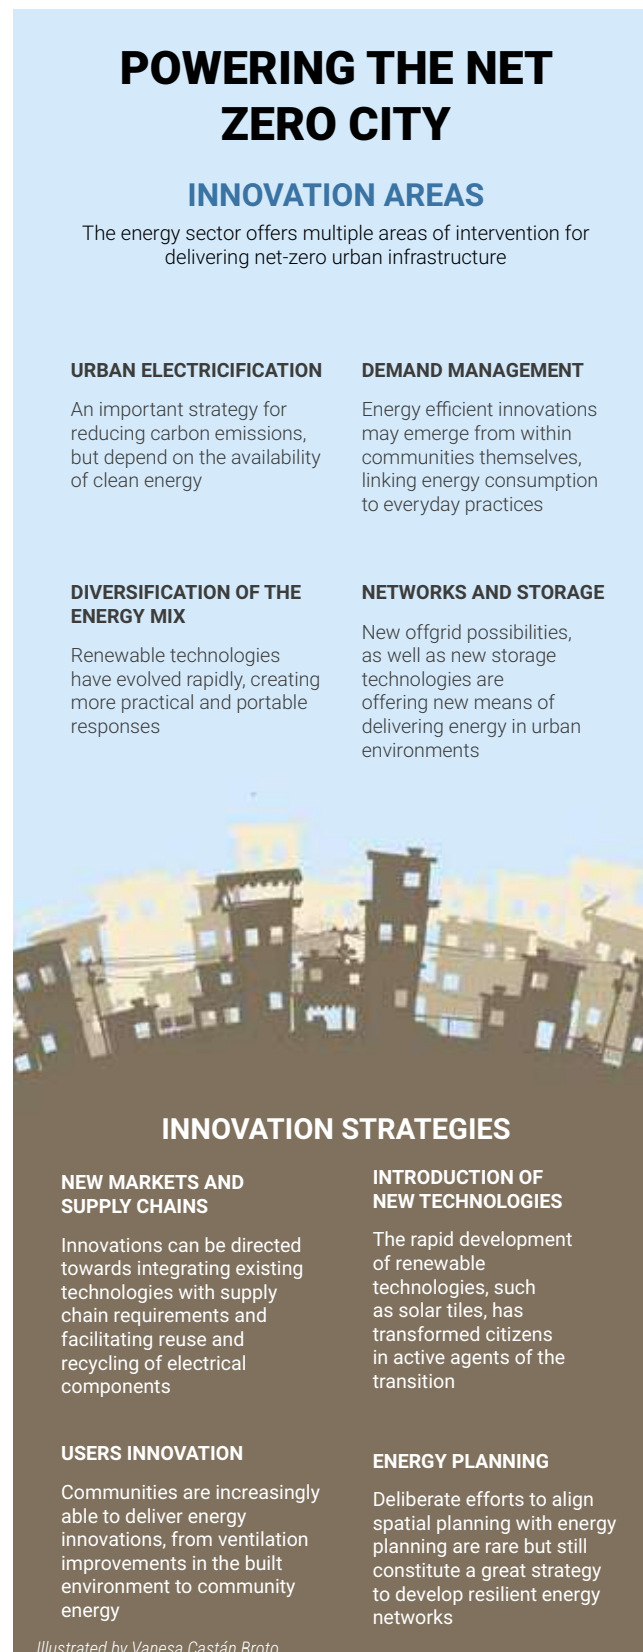 POWERING THE NET
ZERO CITY
INNOVATION AREAS
The energy sector offers multiple areas of intervention for
delivering net-zero urban infrastructure
URBAN ELECTRICIFICATION
An important strategy for
reducing carbon emissions,
but depend on the availability
of clean energy
DEMAND MANAGEMENT
Energy efficient innovations
may emerge from within
communities themselves,
linking energy consumption
to everyday practices
DIVERSIFICATION OF THE
ENERGY MIX
Renewable technologies
have evolved rapidly, creating
more practical and portable
responses
NETWORKS AND STORAGE
New offgrid possibilities,
as well as new storage
technologies are
offering new means of
delivering energy in urban
environments
INNOVATION STRATEGIES
NEW MARKETS AND
SUPPLY CHAINS
Innovations can be directed
towards integrating existing
technologies with supply
chain requirements and
facilitating reuse and
recycling of electrical
components
INTRODUCTION OF
NEW TECHNOLOGIES
The rapid development
of renewable
technologies, such
as solar tiles, has
transformed citizens
in active agents of the
transition
USERS INNOVATION
Communities are increasingly
able to deliver energy
innovations, from ventilation
improvements in the built
environment to community
energy
ENERGY PLANNING
Deliberate efforts to align
spatial planning with energy
planning are rare but still
constitute a great strategy
to develop resilient energy
networks
Illustrated by Vanesa Castán Broto